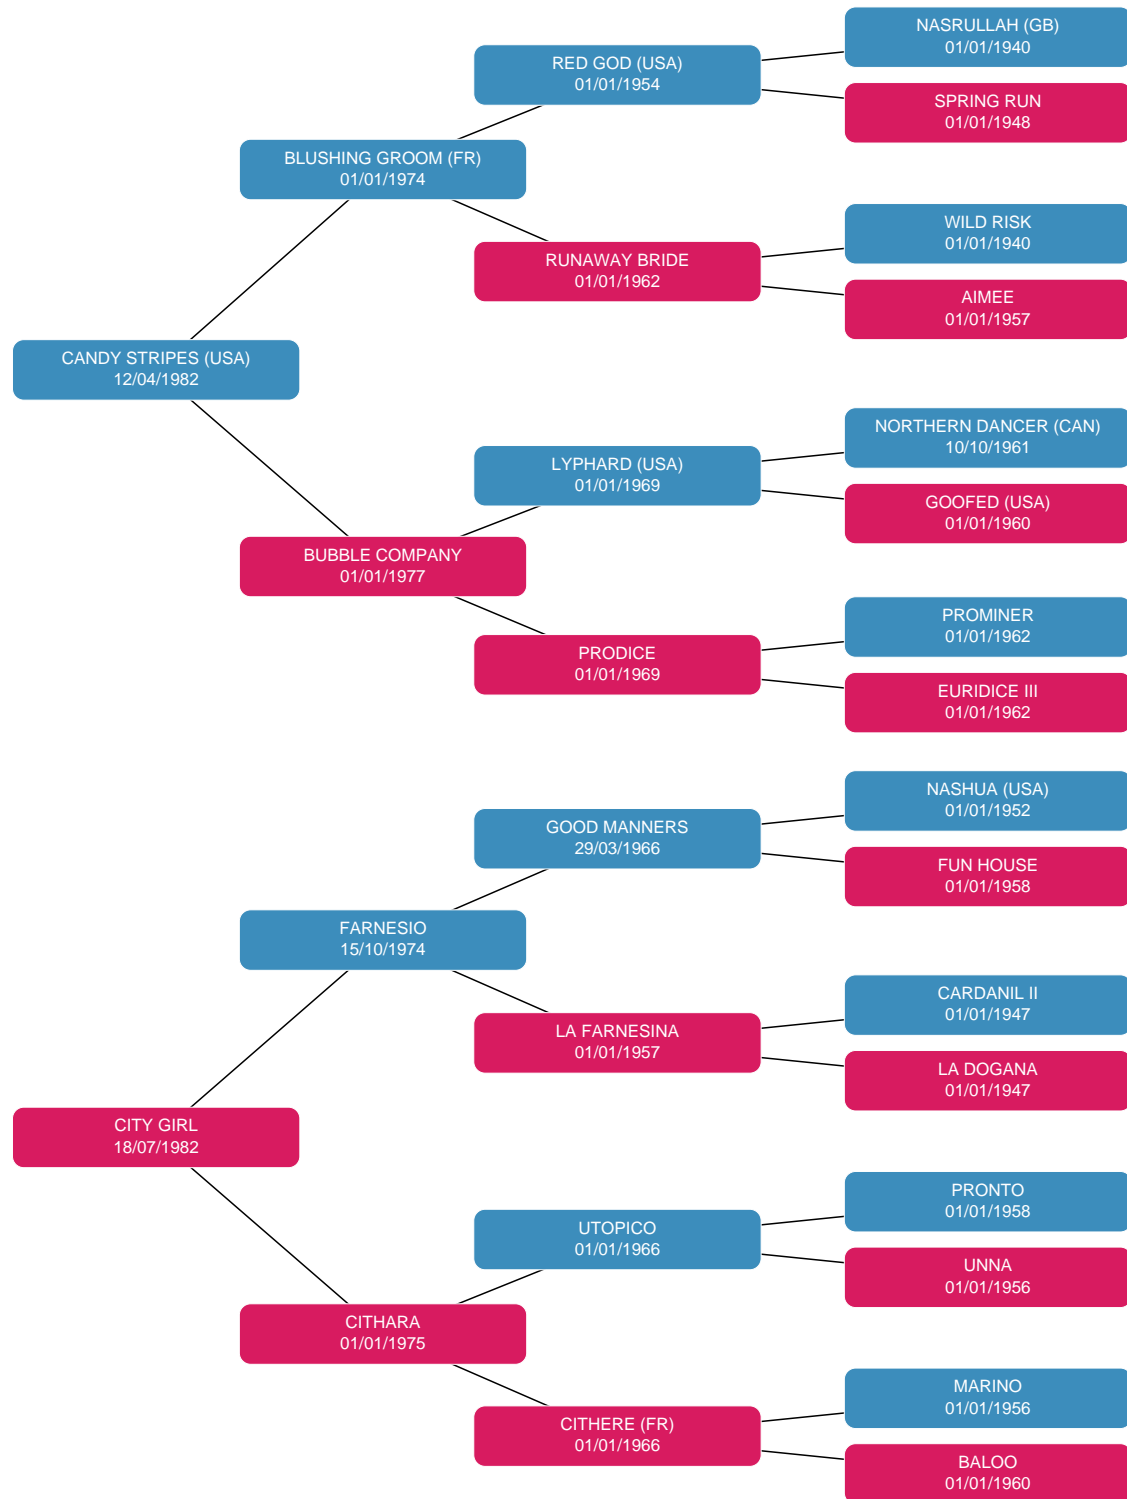 NASRULLAH (GB)
01/01/1940
RED GOD (USA)
01/01/1954
SPRING RUN
01/01/1948
BLUSHING GROOM (FR)
01/01/1974
WILD RISK
01/01/1940
RUNAWAY BRIDE
01/01/1962
AIMEE
01/01/1957
CANDY STRIPES (USA)
12/04/1982
NORTHERN DANCER (CAN)
10/10/1961
LYPHARD (USA)
01/01/1969
GOOFED (USA)
01/01/1960
BUBBLE COMPANY
01/01/1977
PROMINER
01/01/1962
PRODICE
01/01/1969
EURIDICE III
01/01/1962
NASHUA (USA)
01/01/1952
GOOD MANNERS
29/03/1966
FUN HOUSE
01/01/1958
FARNESIO
15/10/1974
CARDANIL II
01/01/1947
LA FARNESINA
01/01/1957
LA DOGANA
01/01/1947
CITY GIRL
18/07/1982
PRONTO
01/01/1958
UTOPICO
01/01/1966
UNNA
01/01/1956
CITHARA
01/01/1975
MARINO
01/01/1956
CITHERE (FR)
01/01/1966
BALOO
01/01/1960